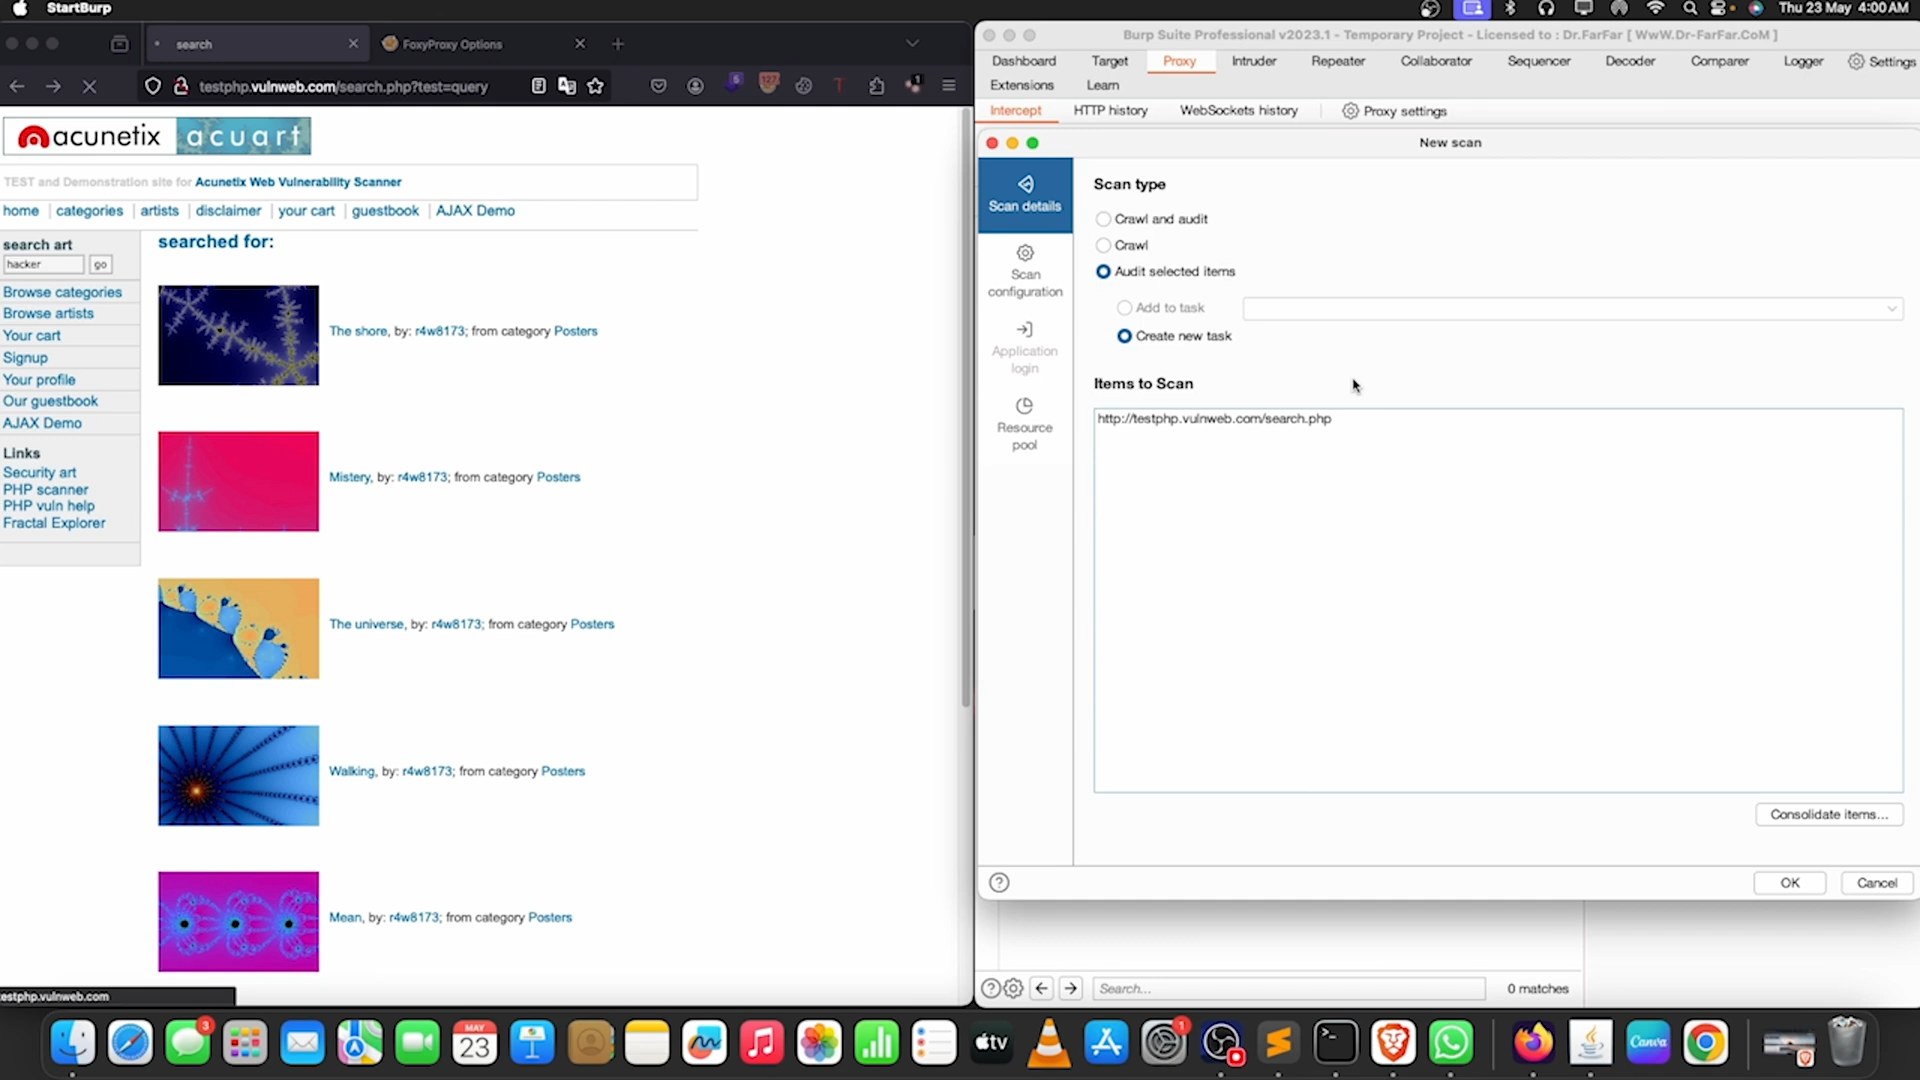 StartBurp
Thu 23 May 4:00 AM
search
FoxyProxy Options
testphp.vulnweb.com/search.php?test=query
5
127
1
acunetix acuart
TEST and Demonstration site for Acunetix Web Vulnerability Scanner
home | categories | artists | disclaimer | your cart | guestbook | AJAX Demo
search art
hacker
go
Browse categories
Browse artists
Your cart
Signup
Your profile
Our guestbook
AJAX Demo
Links
Security art
PHP scanner
PHP vuln help
Fractal Explorer
searched for:
The shore, by: r4w8173; from category Posters
Mistery, by: r4w8173; from category Posters
The universe, by: r4w8173; from category Posters
Walking, by: r4w8173; from category Posters
Mean, by: r4w8173; from category Posters
estphp.vulnweb.com
Burp Suite Professional v2023.1 - Temporary Project - Licensed to : Dr.FarFar [ WwW.Dr-FarFar.CoM ]
Dashboard Target Proxy Intruder Repeater Collaborator Sequencer Decoder Comparer Logger Settings
Extensions Learn
Intercept HTTP history WebSockets history Proxy settings
New scan
Scan details
Scan configuration
Application login
Resource pool
Scan type
Crawl and audit
Crawl
Audit selected items
Add to task
Create new task
Items to Scan
http://testphp.vulnweb.com/search.php
Consolidate items...
?
OK
Cancel
?
Search...
0 matches
3
MAY
23
tv
1
Canva